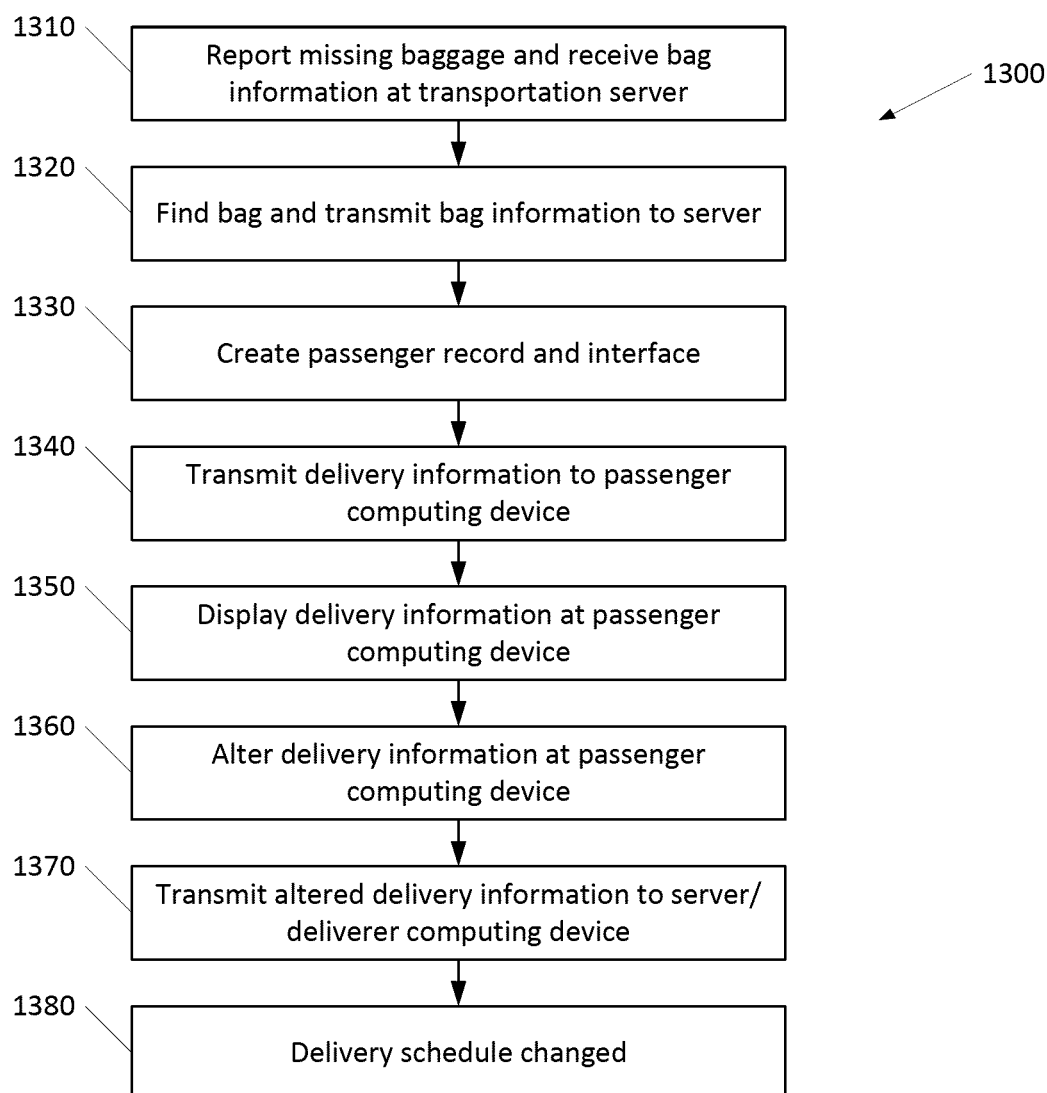 1310
Report missing baggage and receive bag
information at transportation server
1300
1320
Find bag and transmit bag information to server
1330
Create passenger record and interface
1340
Transmit delivery information to passenger
computing device
1350
Display delivery information at passenger
computing device
1360
Alter delivery information at passenger
computing device
1370
Transmit altered delivery information to server/
deliverer computing device
1380
Delivery schedule changed